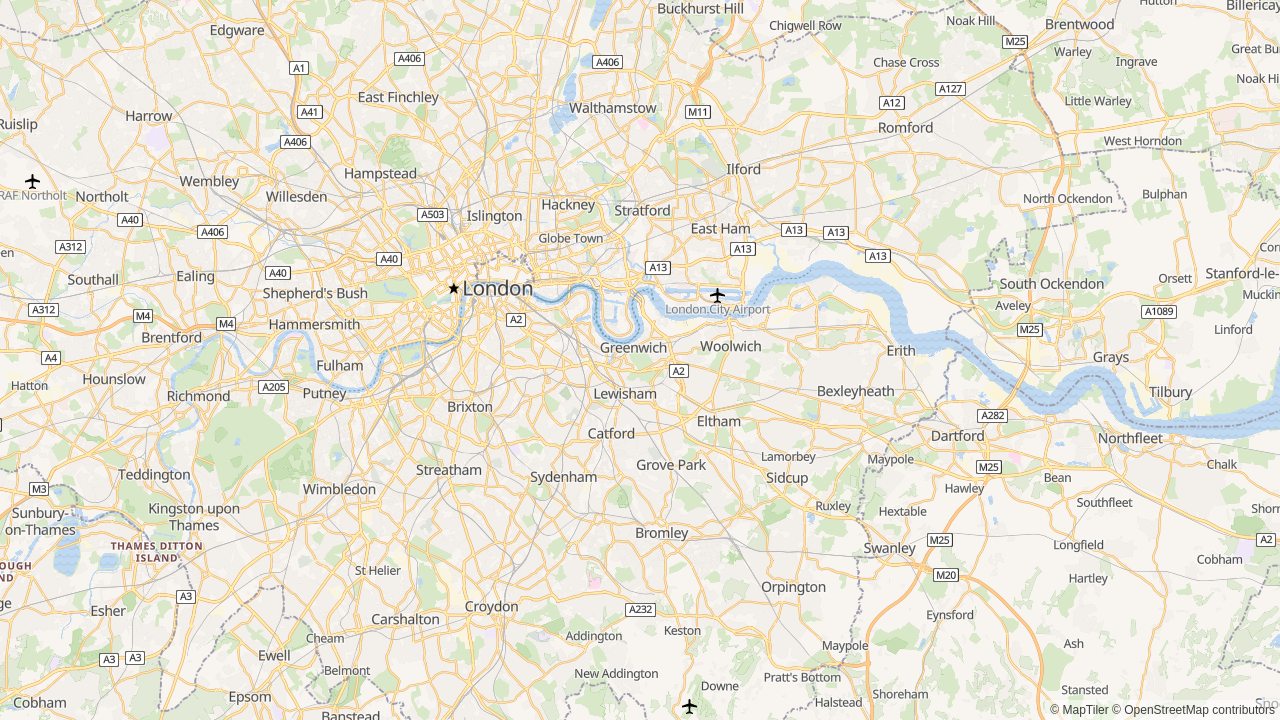 Buckhurst Hill
Hutton
Billericay
Edgware
Chigwell Row
Noak Hill
Brentwood
M25
Warley
Great Bu
A1
A406
A406
Chase Cross
Ingrave
Noak Hi
East Finchley
A127
Little Warley
A41
Walthamstow
M11
A12
Harrow
Ruislip
A406
Romford
West Horndon
Hampstead
Ilford
Wembley
RAF Northolt
Northolt
Willesden
North Ockendon
Bulphan
A503
Islington
Hackney
Stratford
A40
A406
East Ham
A13
A13
A312
Globe Town
A13
A13
en
Con
A40
A40
A13
Southall
Ealing
Orsett
Stanford-le-
South Ockendon
London
Shepherd's Bush
Muckin
Aveley
A312
M4
M4
A2
London City Airport
A1089
Hammersmith
M25
Linford
Brentford
Greenwich
Woolwich
Erith
Grays
A4
Fulham
A2
Hatton
Hounslow
A205
Putney
Richmond
Lewisham
Bexleyheath
Tilbury
Brixton
A282
Eltham
Catford
Dartford
Northfleet
Streatham
Grove Park
Lamorbey
Maypole
M25
Chalk
Teddington
Sydenham
Sidcup
Bean
M3
Wimbledon
Hawley
Southfleet
Kingston upon
Thames
Sunbury-
on-Thames
Ruxley
Hextable
Shorn
Bromley
M25
A2
THAMES DITTON
ISLAND
Swanley
Longfield
Cobham
OUGH
ND
St Helier
M20
Hartley
Orpington
A3
ge
Esher
Croydon
A232
Eynsford
Carshalton
Cheam
Addington
Keston
Maypole
Ash
Ewell
A3
A3
Belmont
New Addington
Pratt's Bottom
Downe
Stansted
Cobham
Epsom
Banstead
Halstead
Shoreham
Sno
© MapTiler © OpenStreetMap contributors